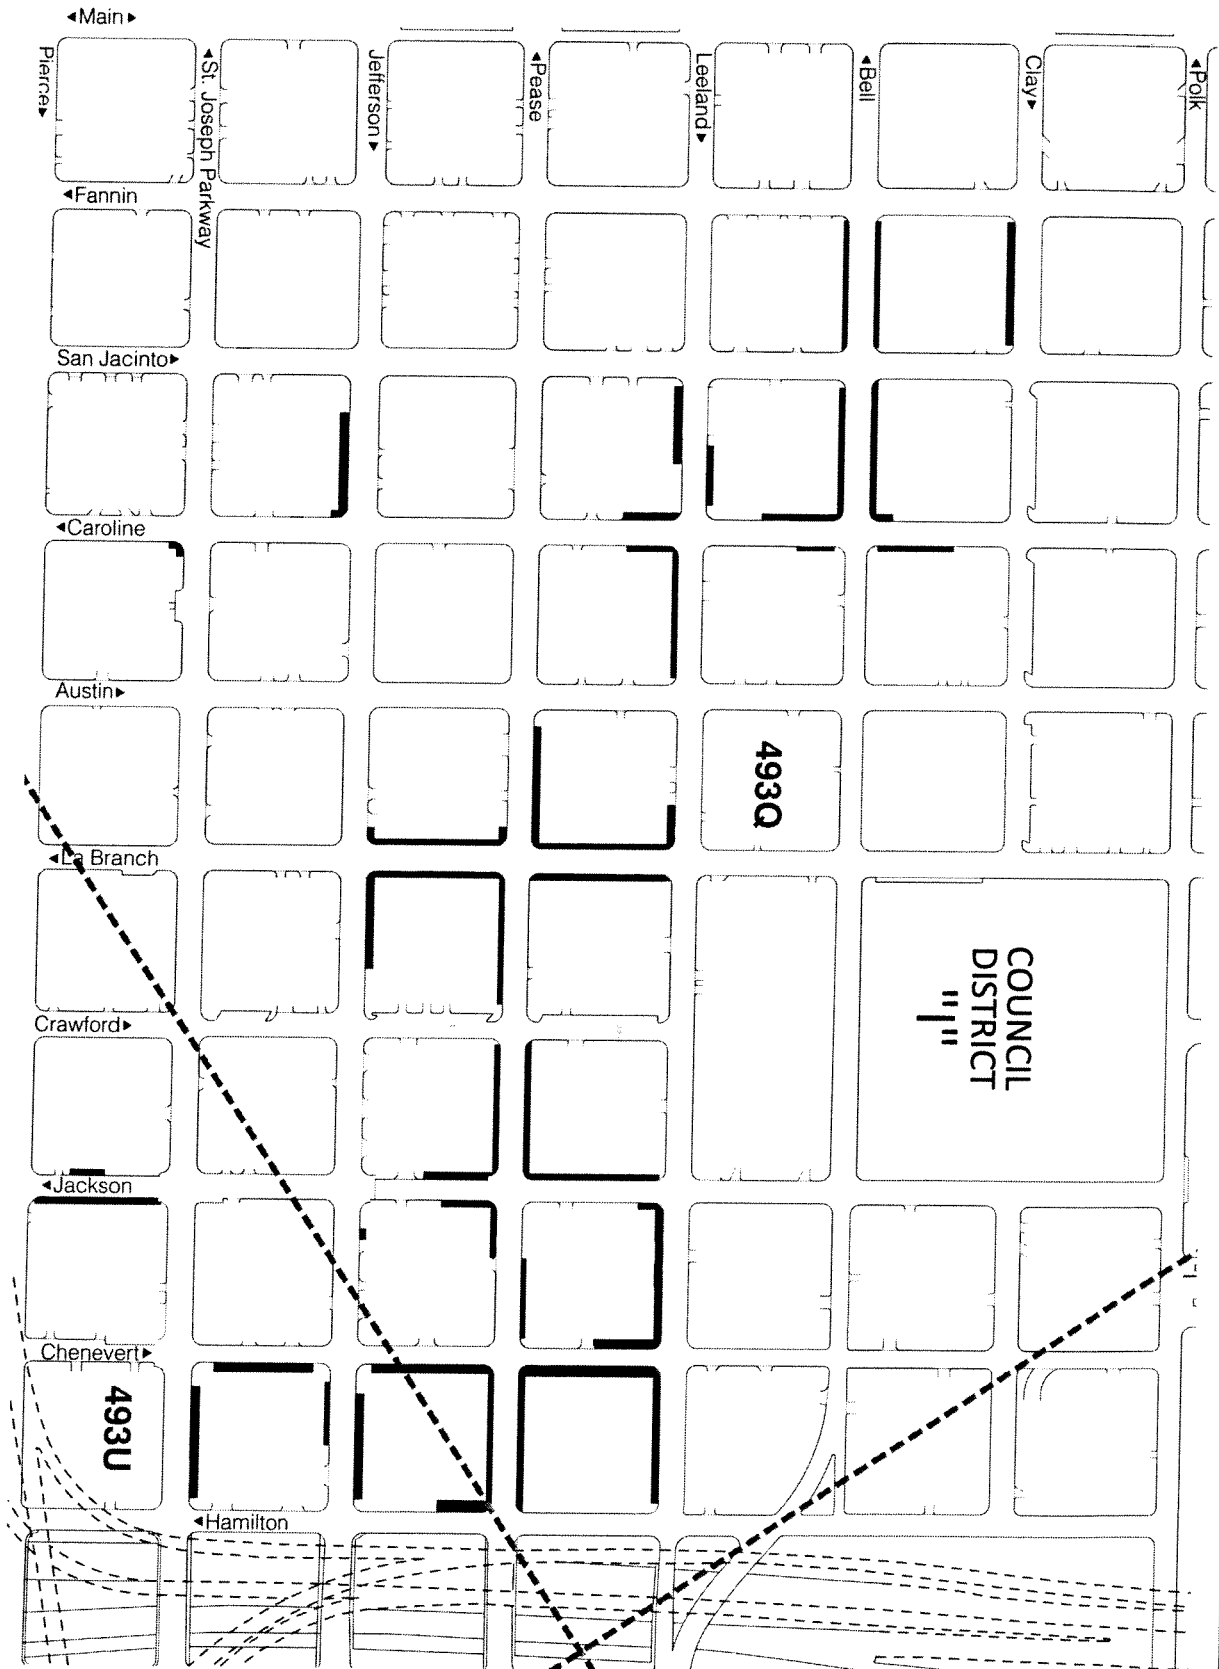 ◄Main►
Pierce►
◄St. Joseph Parkway
Jefferson►
◄Pease
Leeland►
◄Bell
Clay►
◄Polk
◄Fannin
San Jacinto►
◄Caroline
Austin►
493Q
◄La Branch
COUNCIL
DISTRICT
"I"
Crawford►
◄Jackson
Chenevert►
493U
◄Hamilton